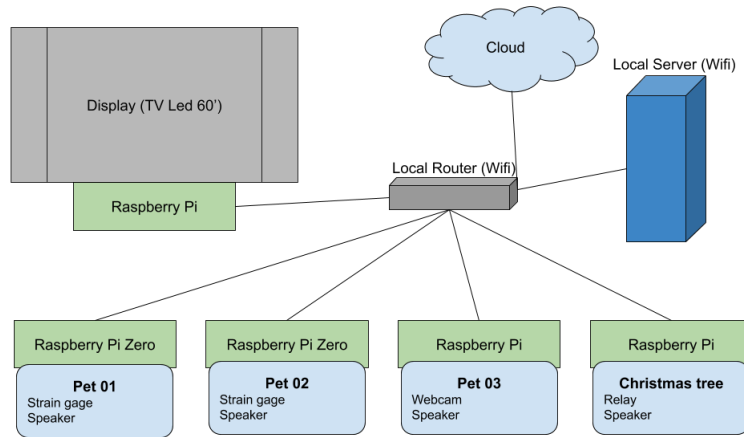 Cloud
Local Server (Wifi)
Display (TV Led 60’)
Local Router (Wifi)
Raspberry Pi
Raspberry Pi Zero
Pet 01
Strain gage
Speaker
Raspberry Pi Zero
Pet 02
Strain gage
Speaker
Raspberry Pi
Pet 03
Webcam
Speaker
Raspberry Pi
Christmas tree
Relay
Speaker